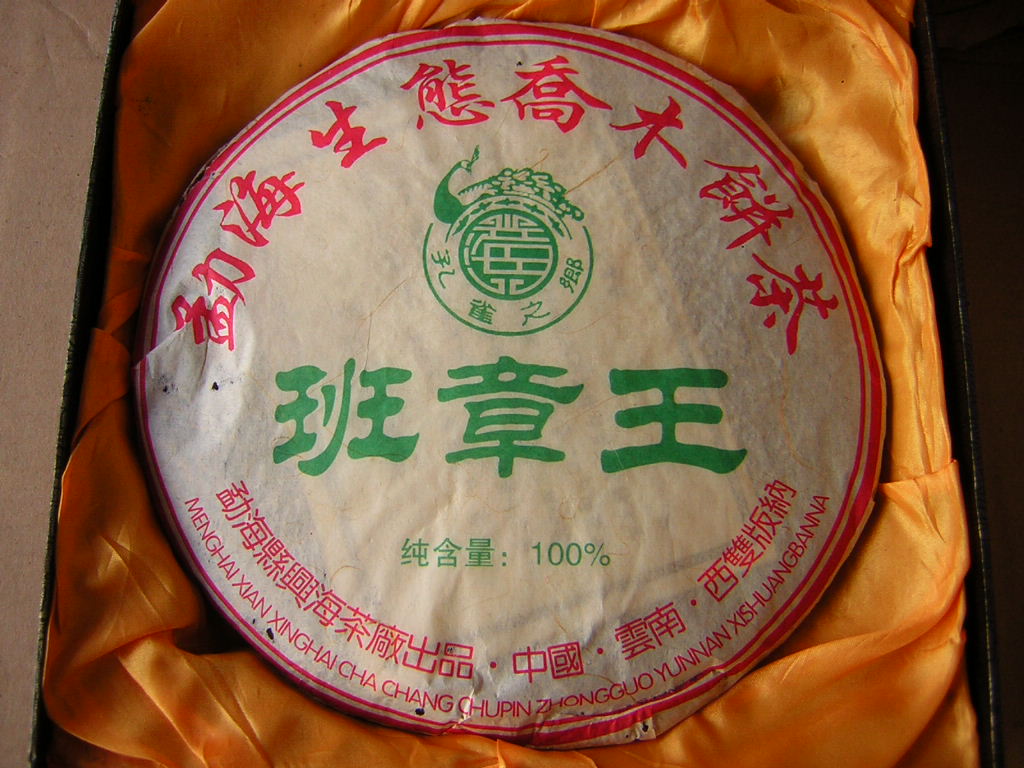 勐海生態喬木餅茶
孔雀之鄉
班章王
纯含量：100%
勐海縣興海茶廠出品·中國·雲南·西雙版納
MENGHAI XIAN XINGHAI CHA CHANG CHUPIN ZHONGGUO YUNNAN XISHUANGBANNA